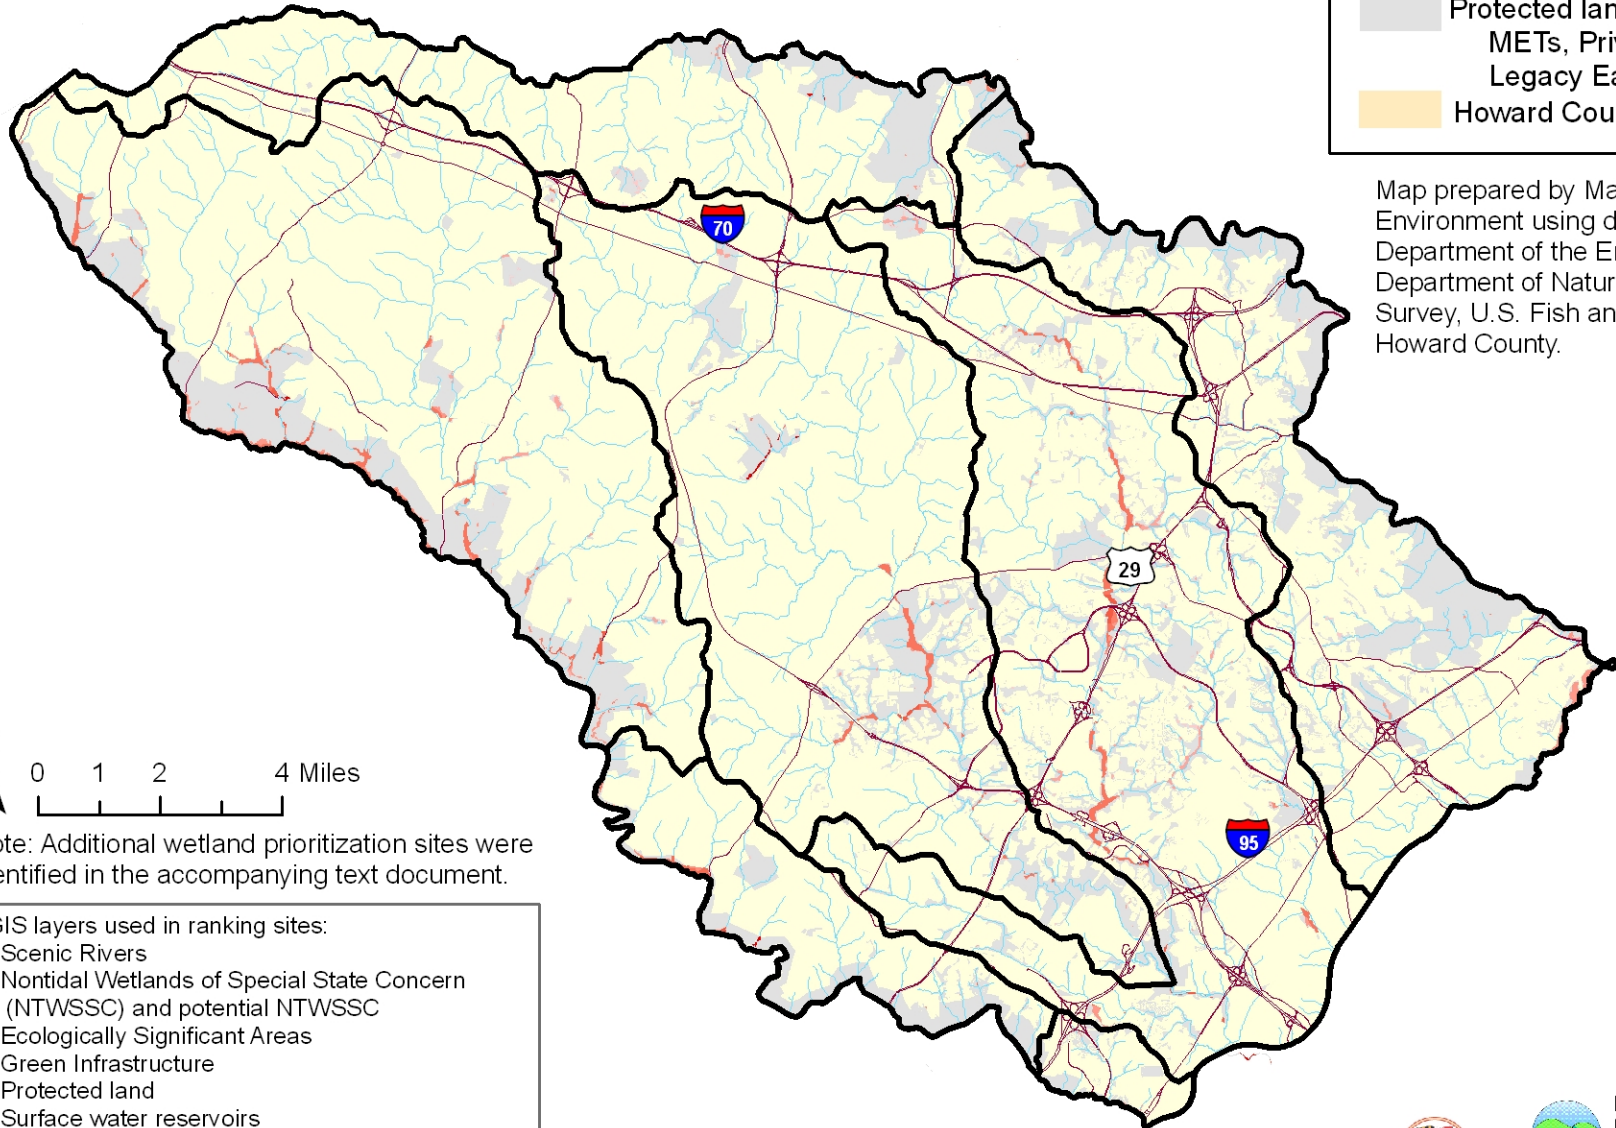 Protected lan
METs, Priv
Legacy Ea
Howard Cou
Map prepared by Ma
Environment using d
Department of the En
Department of Natur
Survey, U.S. Fish an
Howard County.
70
29
95
0 1 2 4 Miles
ote: Additional wetland prioritization sites were
entified in the accompanying text document.
GIS layers used in ranking sites:
Scenic Rivers
Nontidal Wetlands of Special State Concern
(NTWSSC) and potential NTWSSC
Ecologically Significant Areas
Green Infrastructure
Protected land
Surface water reservoirs